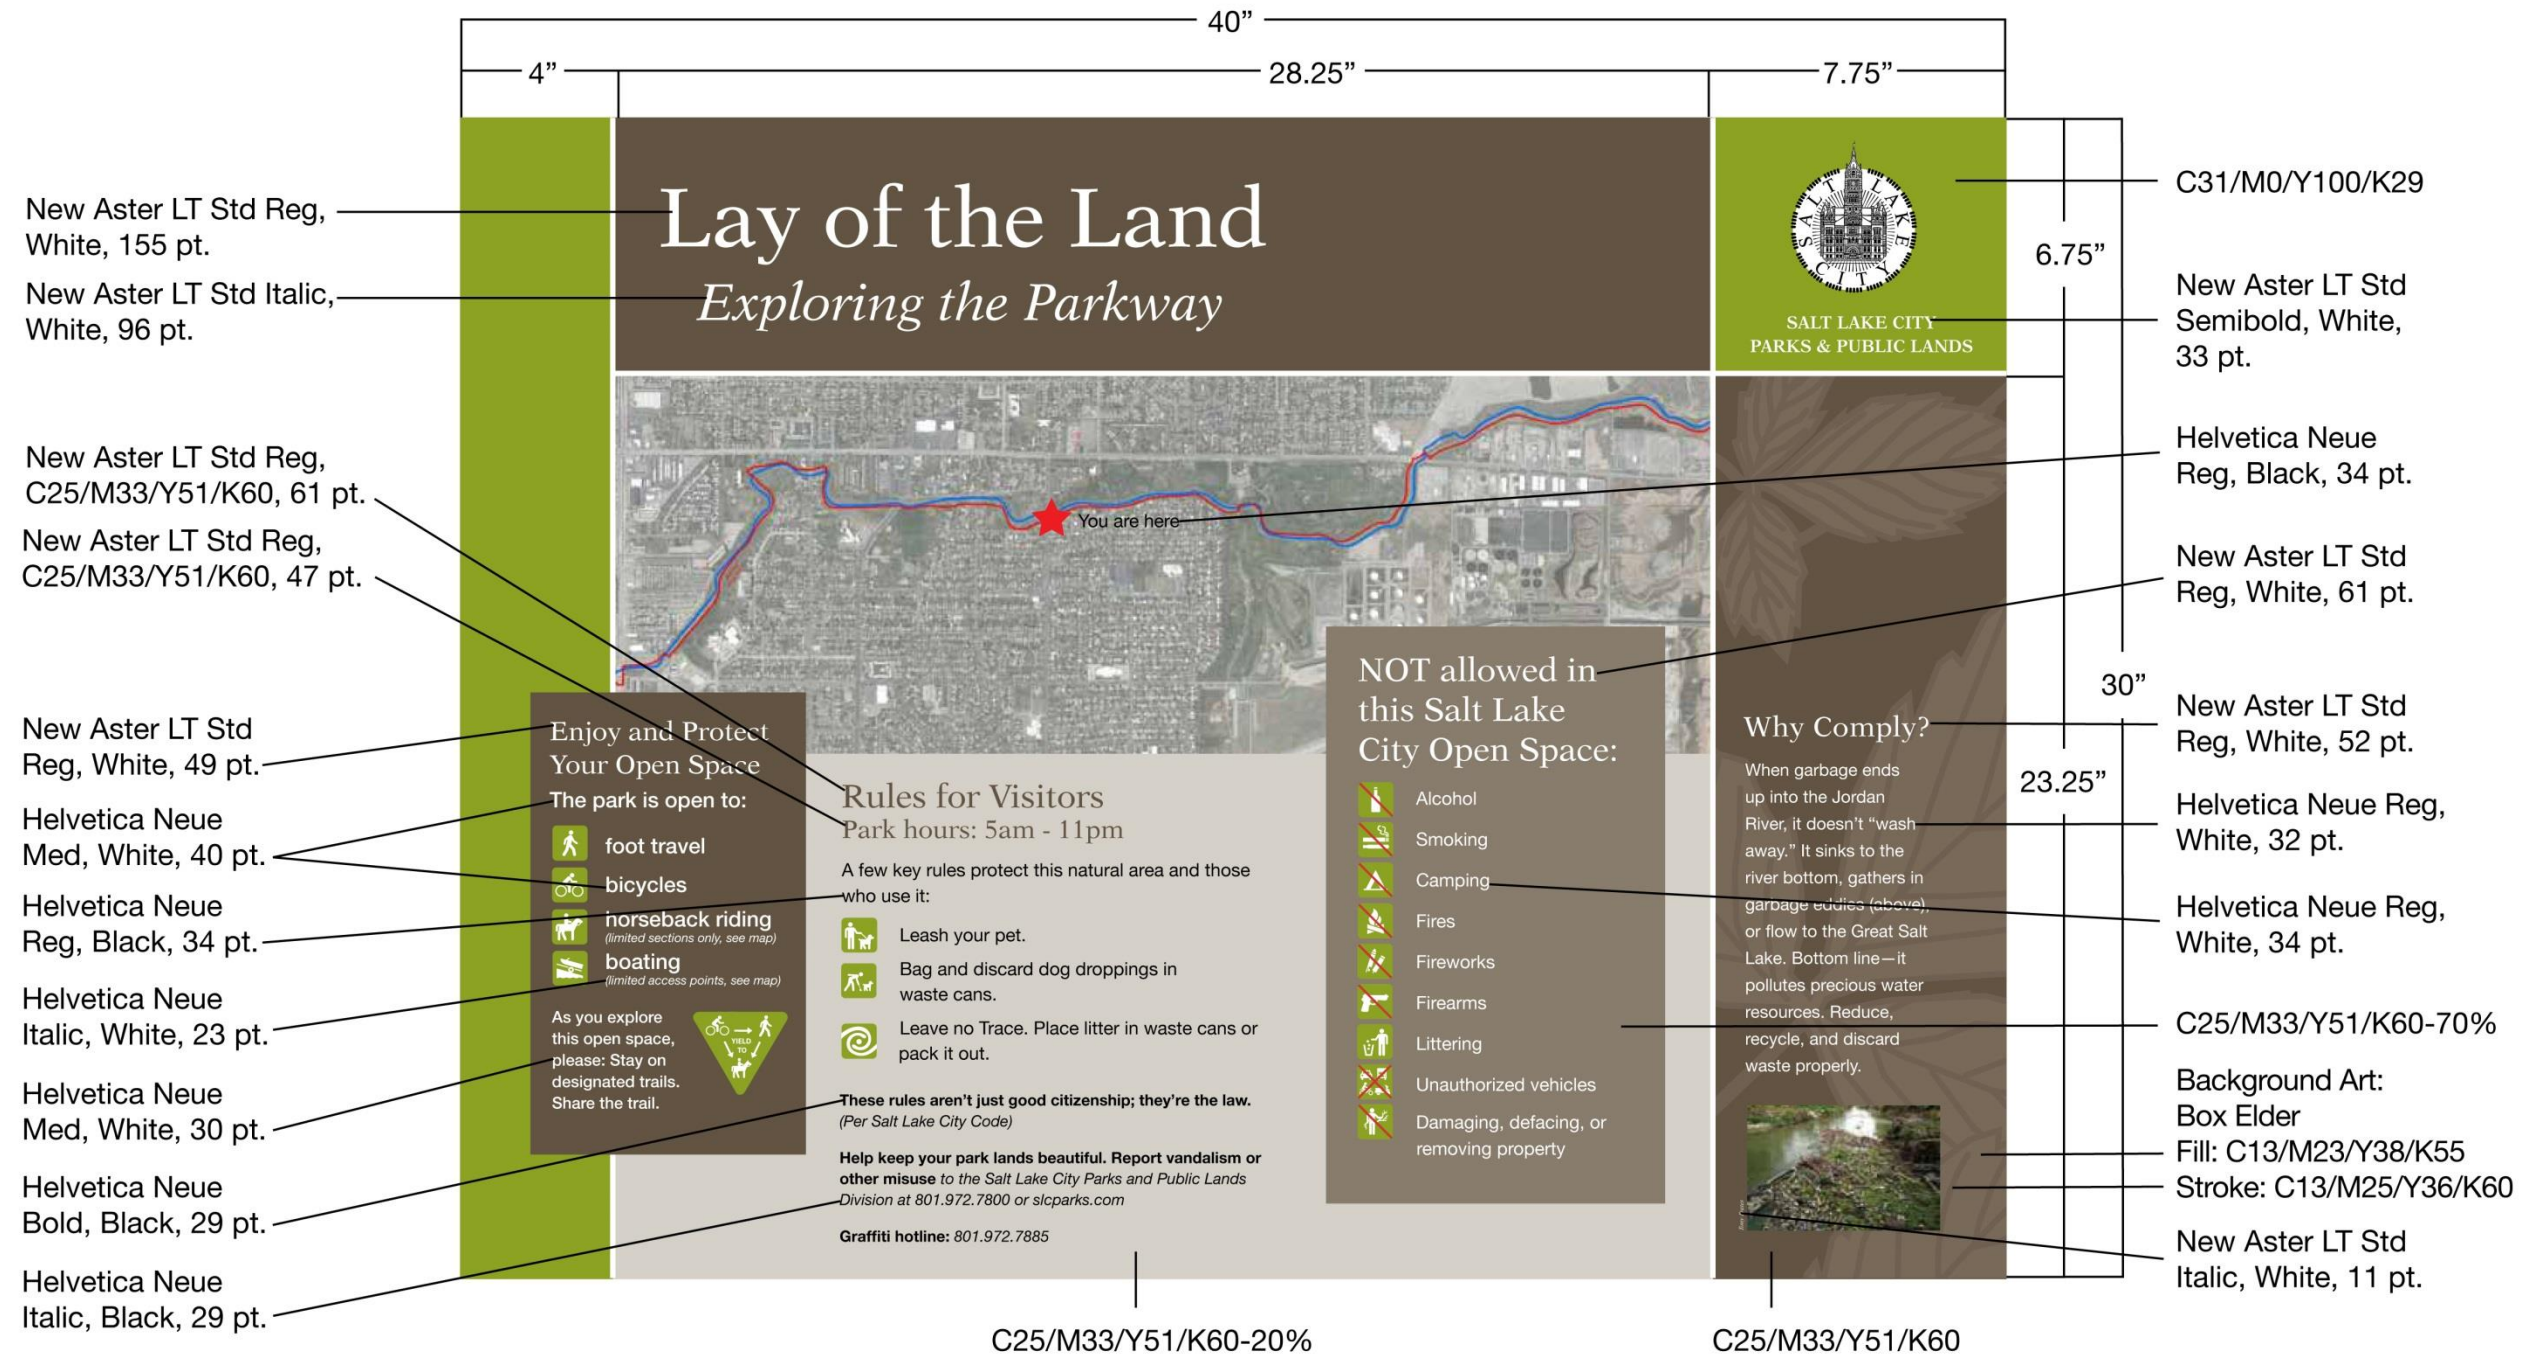 40”
4”
28.25”
7.75”
New Aster LT Std Reg,
White, 155 pt.
New Aster LT Std Italic,
White, 96 pt.
New Aster LT Std Reg,
C25/M33/Y51/K60, 61 pt.
New Aster LT Std Reg,
C25/M33/Y51/K60, 47 pt.
New Aster LT Std
Reg, White, 49 pt.
Helvetica Neue
Med, White, 40 pt.
Helvetica Neue
Reg, Black, 34 pt.
Helvetica Neue
Italic, White, 23 pt.
Helvetica Neue
Med, White, 30 pt.
Helvetica Neue
Bold, Black, 29 pt.
Helvetica Neue
Italic, Black, 29 pt.
Lay of the Land
Exploring the Parkway
SALT LAKE CITY
SALT LAKE CITY
PARKS & PUBLIC LANDS
You are here
Enjoy and Protect
Your Open Space
The park is open to:
foot travel
bicycles
horseback riding
(limited sections only, see map)
boating
(limited access points, see map)
As you explore
this open space,
please: Stay on
designated trails.
Share the trail.
YIELD
TO
Rules for Visitors
Park hours: 5am - 11pm
A few key rules protect this natural area and those
who use it:
Leash your pet.
Bag and discard dog droppings in
waste cans.
Leave no Trace. Place litter in waste cans or
pack it out.
These rules aren’t just good citizenship; they’re the law.
(Per Salt Lake City Code)
Help keep your park lands beautiful. Report vandalism or
other misuse to the Salt Lake City Parks and Public Lands
Division at 801.972.7800 or slcparks.com
Graffiti hotline: 801.972.7885
NOT allowed in
this Salt Lake
City Open Space:
Alcohol
Smoking
Camping
Fires
Fireworks
Firearms
Littering
Unauthorized vehicles
Damaging, defacing, or
removing property
Why Comply?
When garbage ends
up into the Jordan
River, it doesn’t “wash
away.” It sinks to the
river bottom, gathers in
garbage eddies (above),
or flow to the Great Salt
Lake. Bottom line—it
pollutes precious water
resources. Reduce,
recycle, and discard
waste properly.
6.75”
30”
23.25”
C31/M0/Y100/K29
New Aster LT Std
Semibold, White,
33 pt.
Helvetica Neue
Reg, Black, 34 pt.
New Aster LT Std
Reg, White, 61 pt.
New Aster LT Std
Reg, White, 52 pt.
Helvetica Neue Reg,
White, 32 pt.
Helvetica Neue Reg,
White, 34 pt.
C25/M33/Y51/K60-70%
Background Art:
Box Elder
Fill: C13/M23/Y38/K55
Stroke: C13/M25/Y36/K60
New Aster LT Std
Italic, White, 11 pt.
C25/M33/Y51/K60-20%
C25/M33/Y51/K60